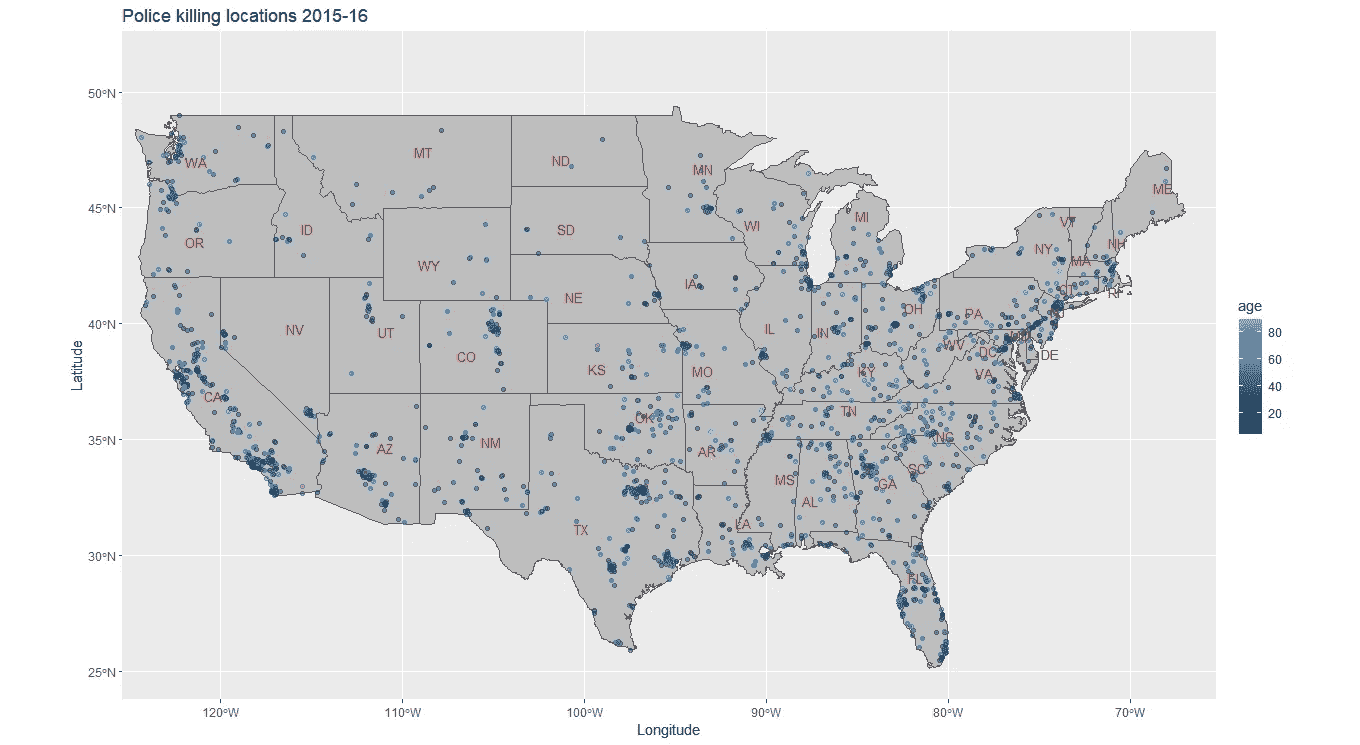 Police killing locations 2015-16
50°N
45°N
40°N
35°N
30°N
25°N
Latitude
WA
MT
ND
MN
ME
OR
ID
SD
WI
MI
VT
NH
NY
WY
MA
NE
IA
CT
RI
NV
UT
CO
IL
IN
OH
PA
WV
DC
DE
CA
KS
MO
KY
VA
AZ
NM
OK
AR
TN
NC
SC
MS
AL
GA
TX
LA
FL
age
80
60
40
20
120°W
110°W
100°W
90°W
80°W
70°W
Longitude